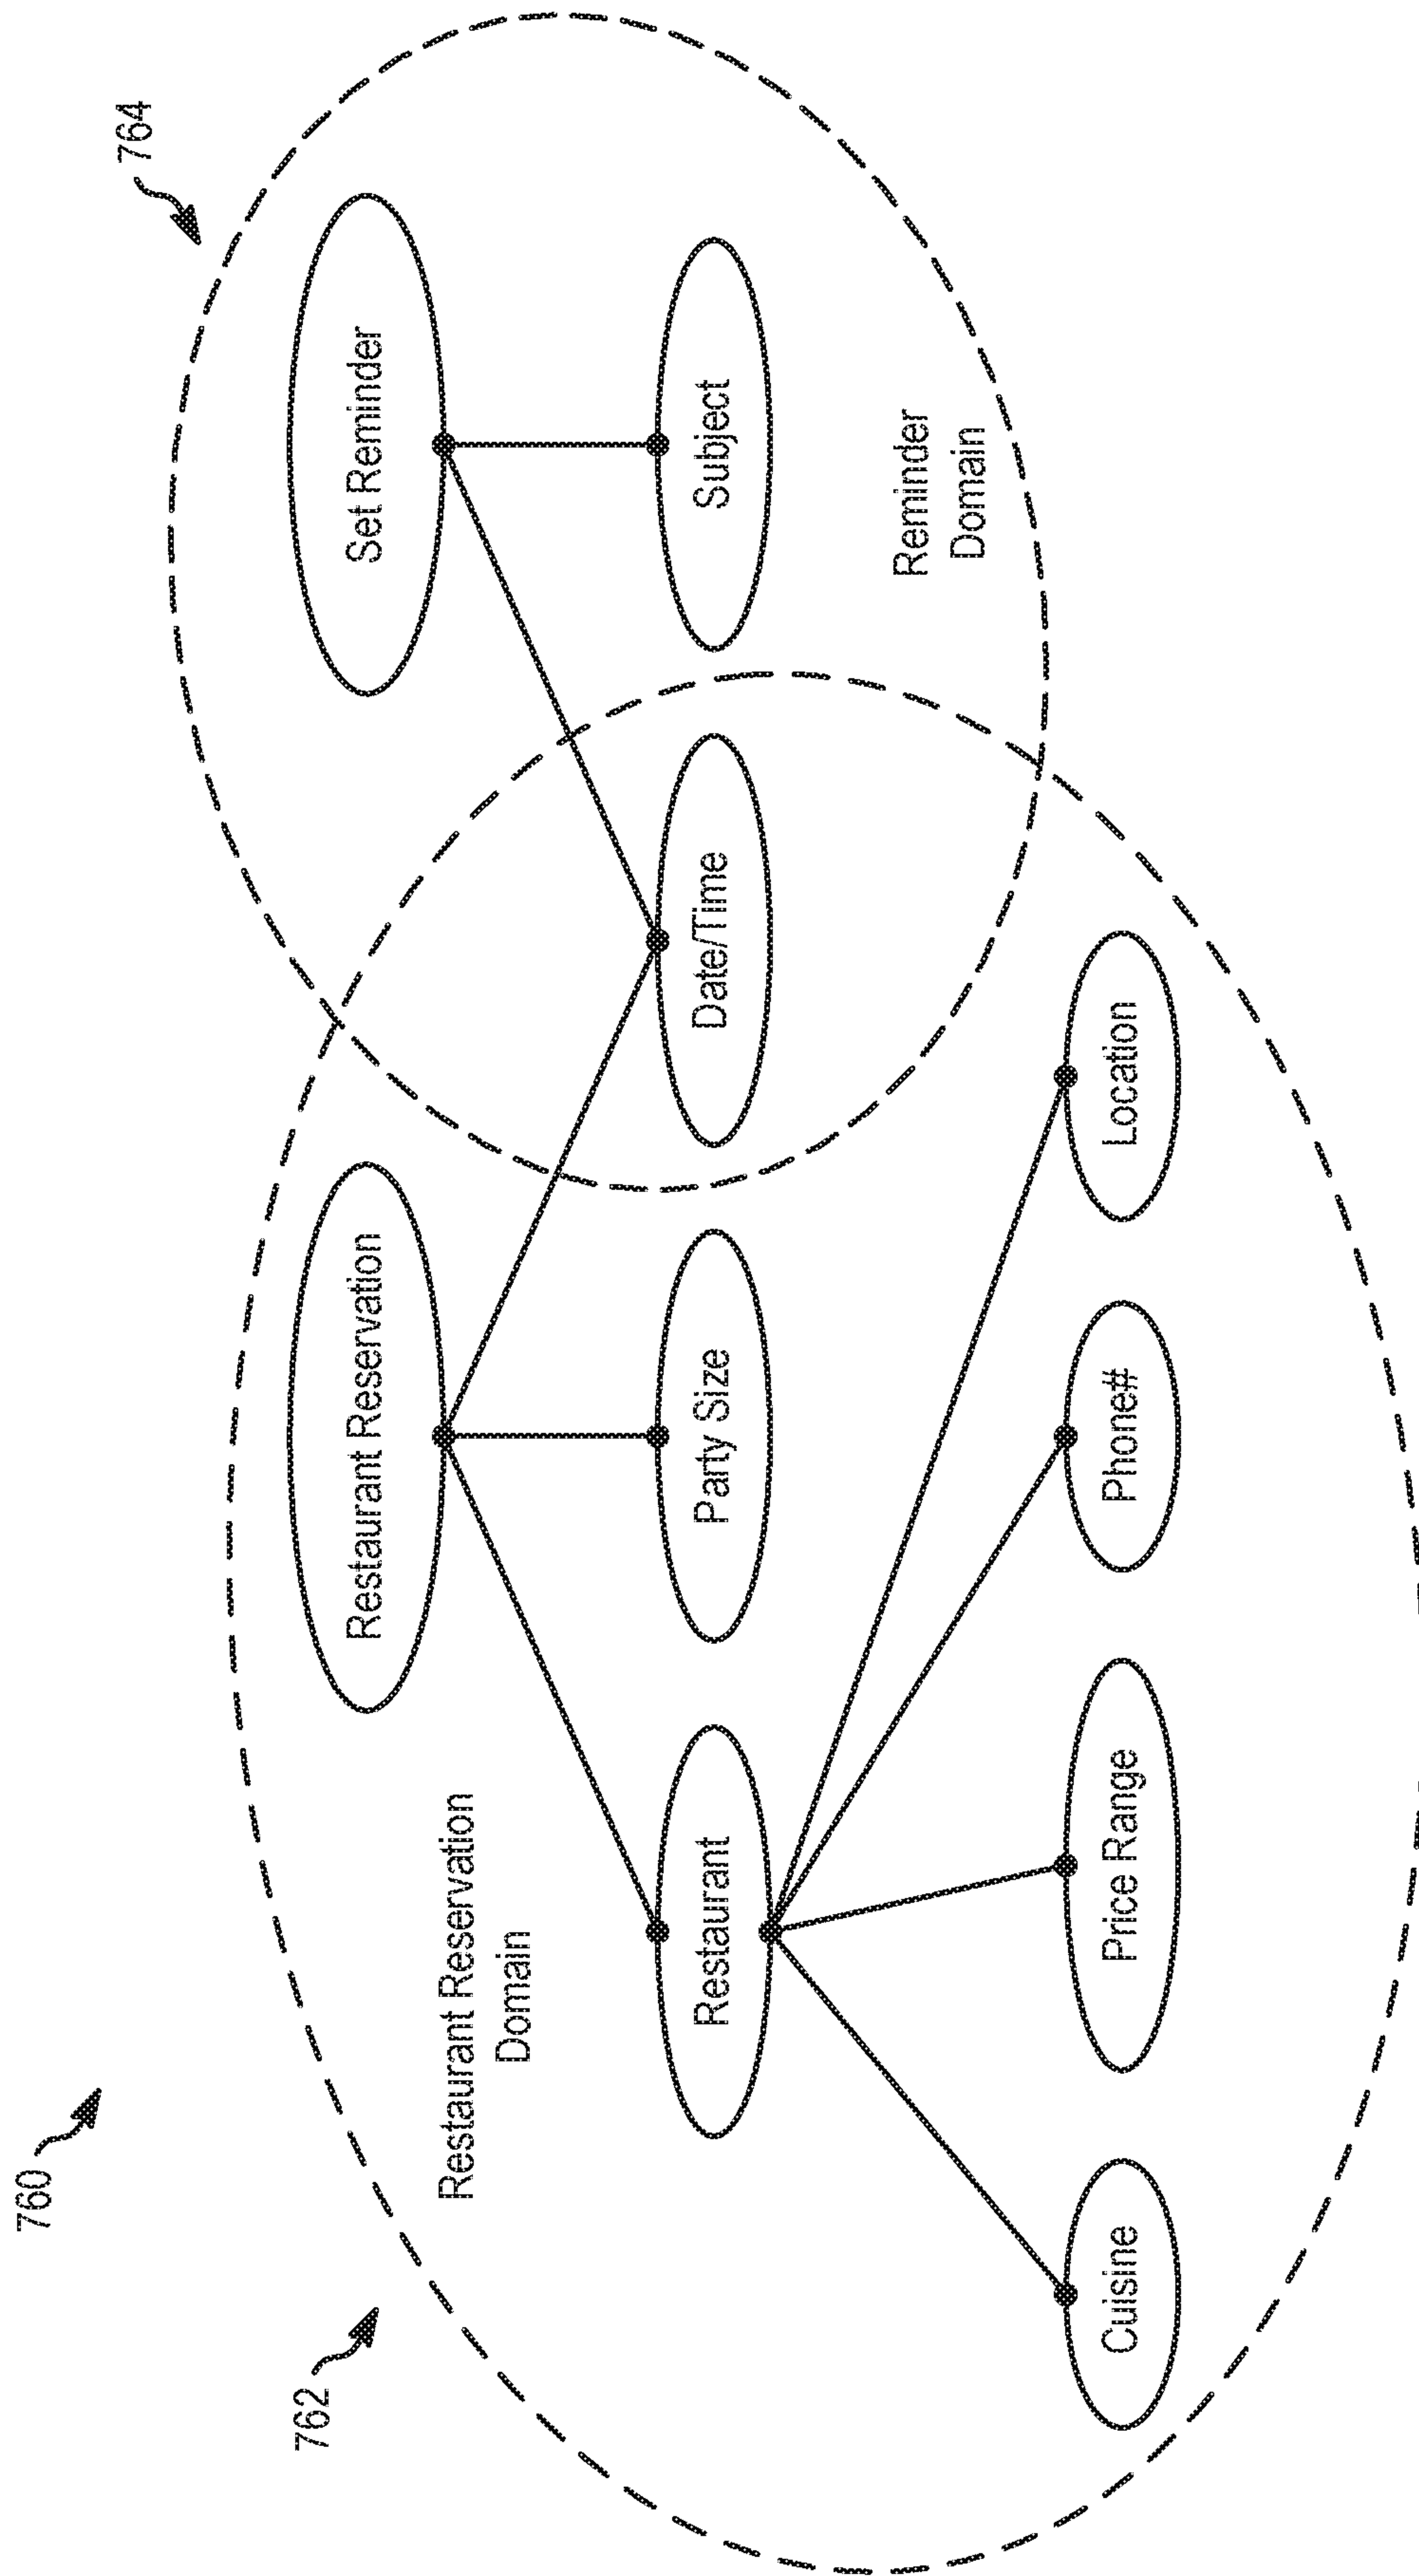 760
762
764
Restaurant Reservation
Set Reminder
Restaurant Reservation
Domain
Restaurant
Party Size
Date/Time
Subject
Reminder
Domain
Cuisine
Price Range
Phone#
Location